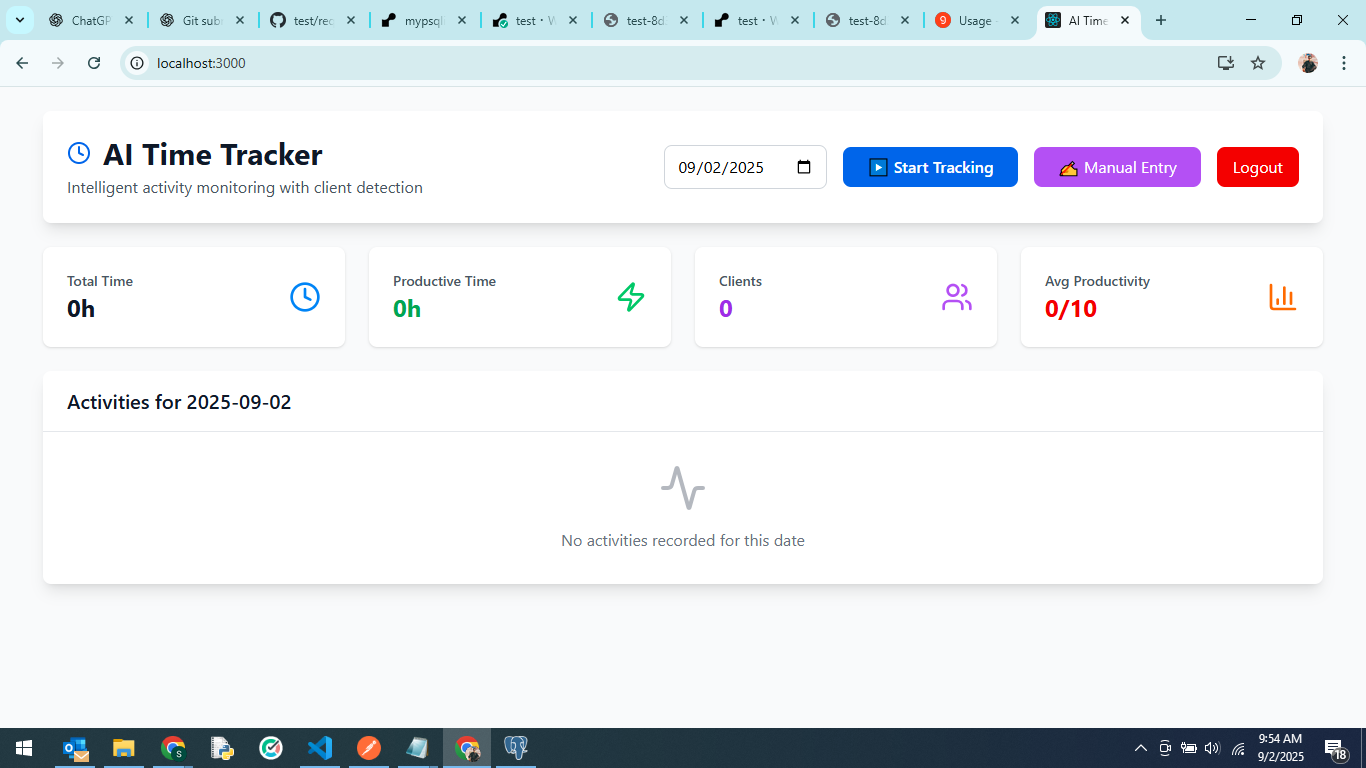 ChatGP
Git sub
test/rec
mypsql
test · W
test-8d
test · W
test-8d
9 Usage
AI Time
localhost:3000
AI Time Tracker
Intelligent activity monitoring with client detection
09/02/2025
Start Tracking
Manual Entry
Logout
Total Time
0h
Productive Time
0h
Clients
0
Avg Productivity
0/10
Activities for 2025-09-02
No activities recorded for this date
S
9:54 AM
9/2/2025
18